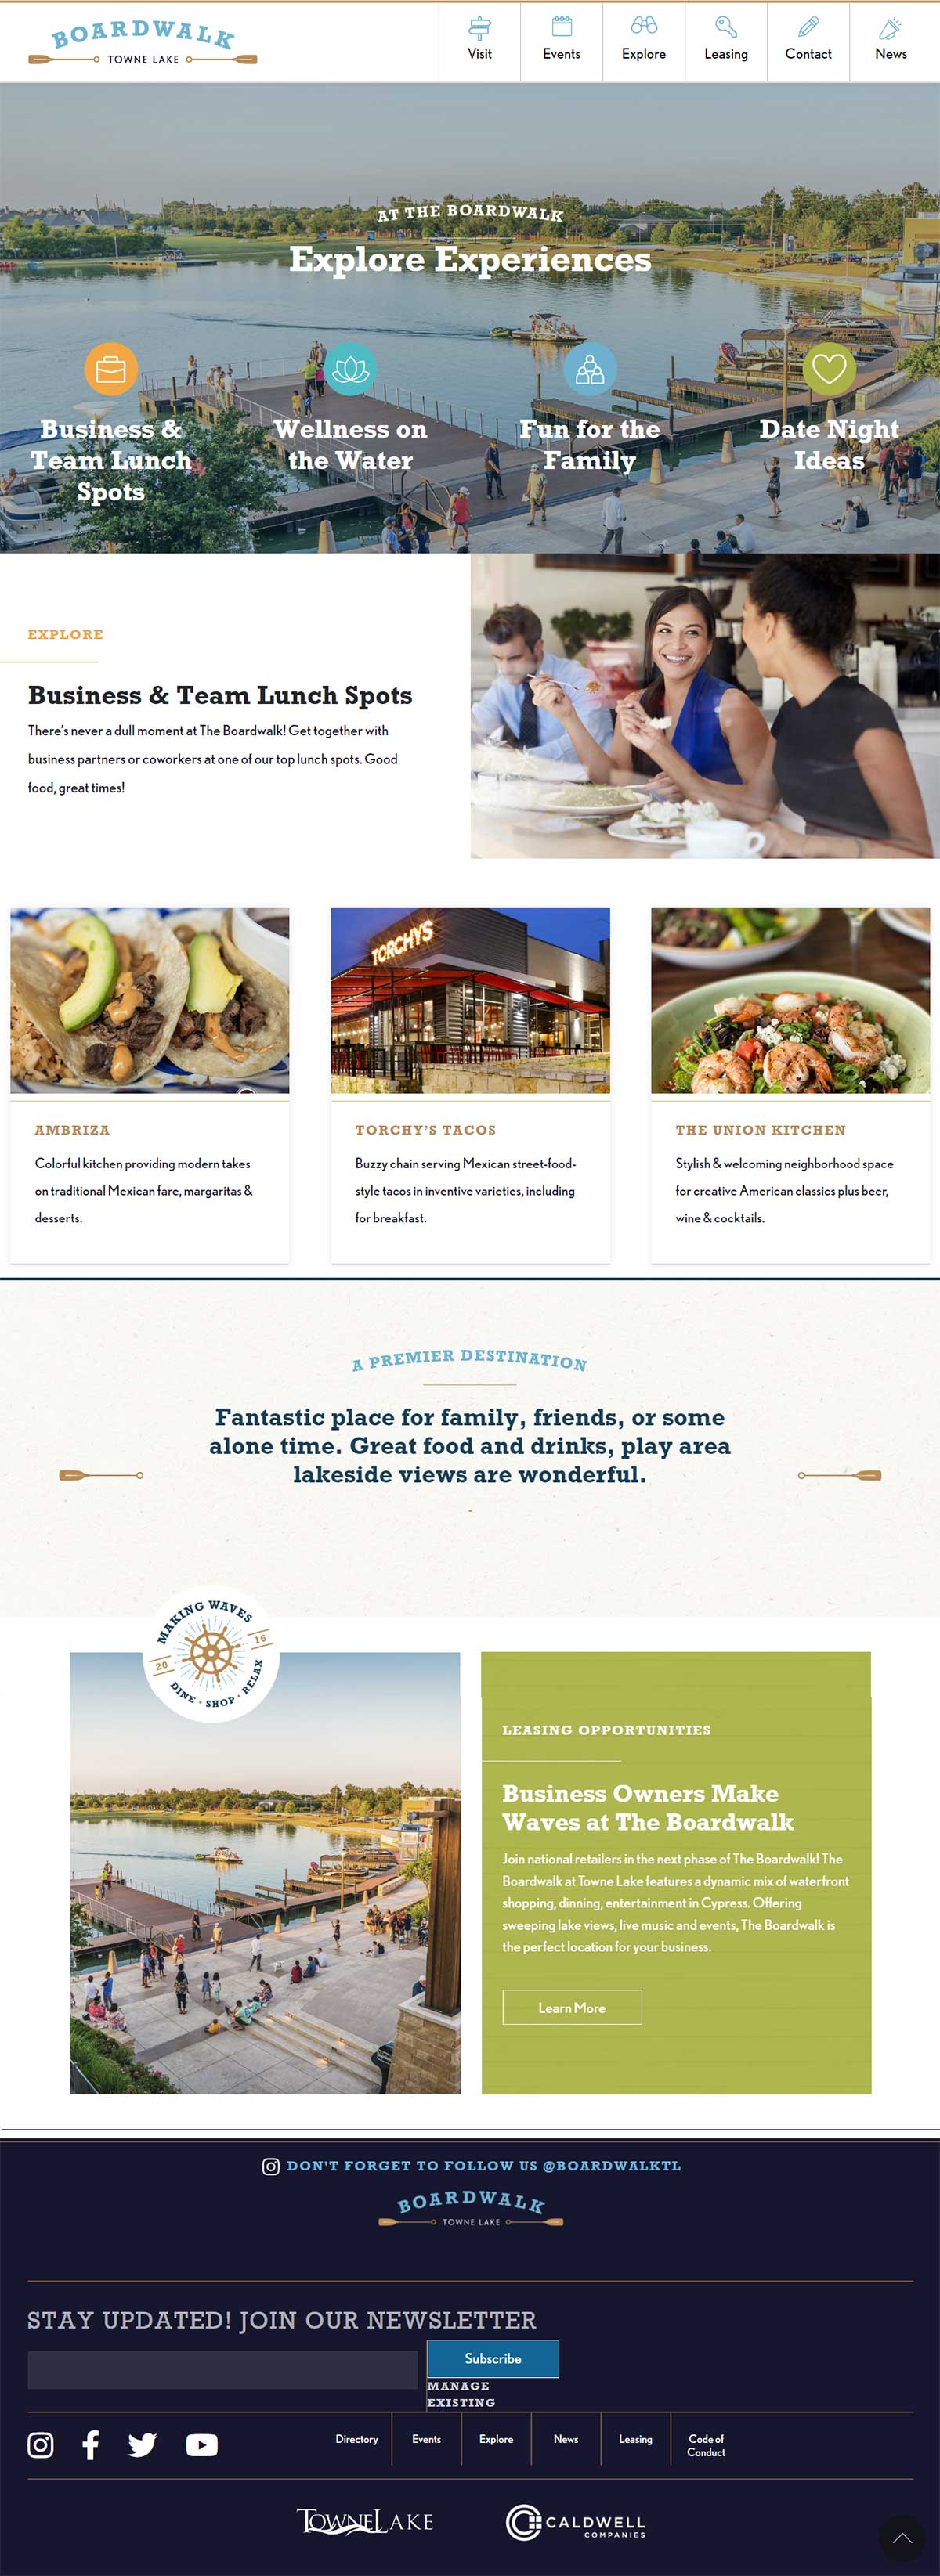 BOARDWALK
TOWNE LAKE
Visit
Events
Explore
Leasing
Contact
News
AT THE BOARDWALK
Explore Experiences
Business &
Team Lunch
Spots
Wellness on
the Water
Fun for the
Family
Date Night
Ideas
EXPLORE
Business & Team Lunch Spots
There's never a dull moment at The Boardwalk! Get together with
business partners or coworkers at one of our top lunch spots. Good
food, great times!
TORCHYS
AMBRIZA
Colorful kitchen providing modern takes
on traditional Mexican fare, margaritas &
desserts.
TORCHY'S TACOS
Buzzy chain serving Mexican street-food-
style tacos in inventive varieties, including
for breakfast.
THE UNION KITCHEN
Stylish & welcoming neighborhood space
for creative American classics plus beer,
wine & cocktails.
A PREMIER DESTINATION
Fantastic place for family, friends, or some
alone time. Great food and drinks, play area
lakeside views are wonderful.
-
MAKING WAVES
20
16
DINE • SHOP • RELAX
LEASING OPPORTUNITIES
Business Owners Make
Waves at The Boardwalk
Join national retailers in the next phase of The Boardwalk! The
Boardwalk at Towne Lake features a dynamic mix of waterfront
shopping, dinning, entertainment in Cypress. Offering
sweeping lake views, live music and events, The Boardwalk is
the perfect location for your business.
Learn More
DON'T FORGET TO FOLLOW US @BOARDWALKTL
BOARDWALK
TOWNE LAKE
STAY UPDATED! JOIN OUR NEWSLETTER
Subscribe
MANAGE
EXISTING
Directory
Events
Explore
News
Leasing
Code of
Conduct
TOWNELAKE
CALDWELL
COMPANIES